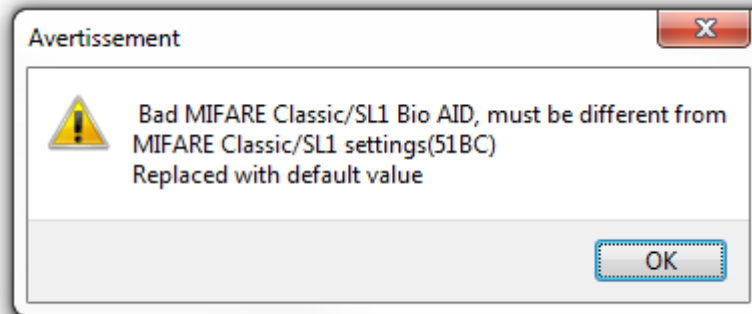 Avertissement
Bad MIFARE Classic/SL1 Bio AID, must be different from
MIFARE Classic/SL1 settings(51BC)
Replaced with default value
OK